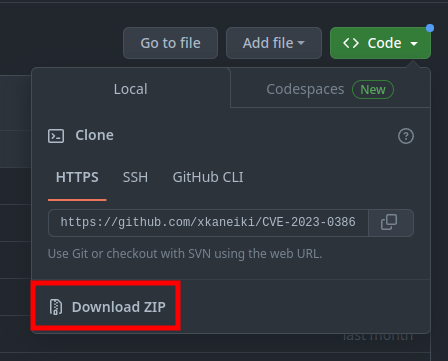 Go to file Add file Code
Local Codespaces New
Clone
HTTPS SSH GitHub CLI
https://github.com/xkaneiki/CVE-2023-0386
Use Git or checkout with SVN using the web URL.
Download ZIP
last month